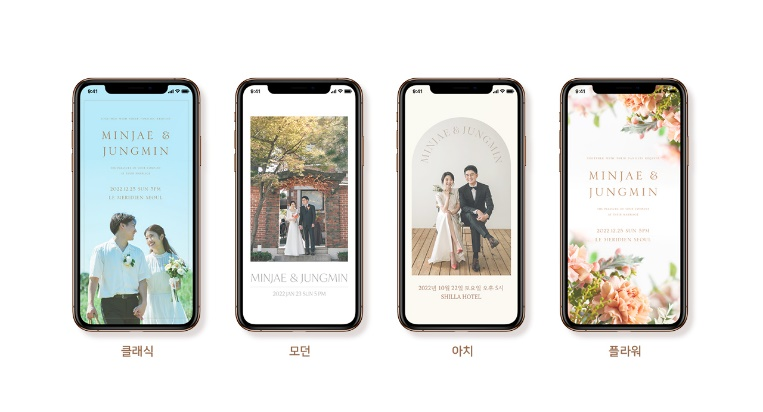 9:41
MINJAE &
JUNGMIN
2022.12.25 SUN 5PM
LE MERIDIEN SEOUL
클래식
9:41
MINJAE & JUNGMIN
2022 JAN 23 SUN 5 PM
모던
9:41
MINJAE & JUNGMIN
2022년 10월 22일 토요일 오후 5시
SHILLA HOTEL
아치
9:41
MINJAE &
JUNGMIN
2022.12.25 SUN 5PM
LE MERIDIEN SEOUL
플라워